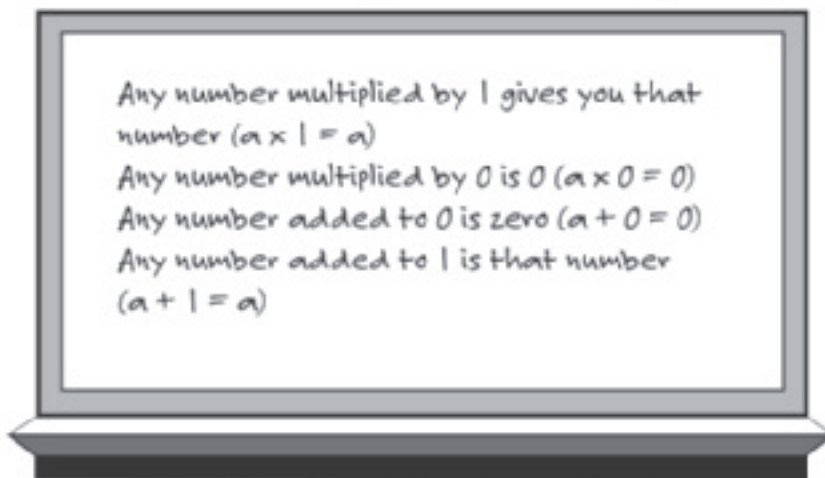 Any number multiplied by 1 gives you that
number (a x 1 = a)
Any number multiplied by 0 is 0 (a x 0 = 0)
Any number added to 0 is zero (a + 0 = 0)
Any number added to 1 is that number
(a + 1 = a)